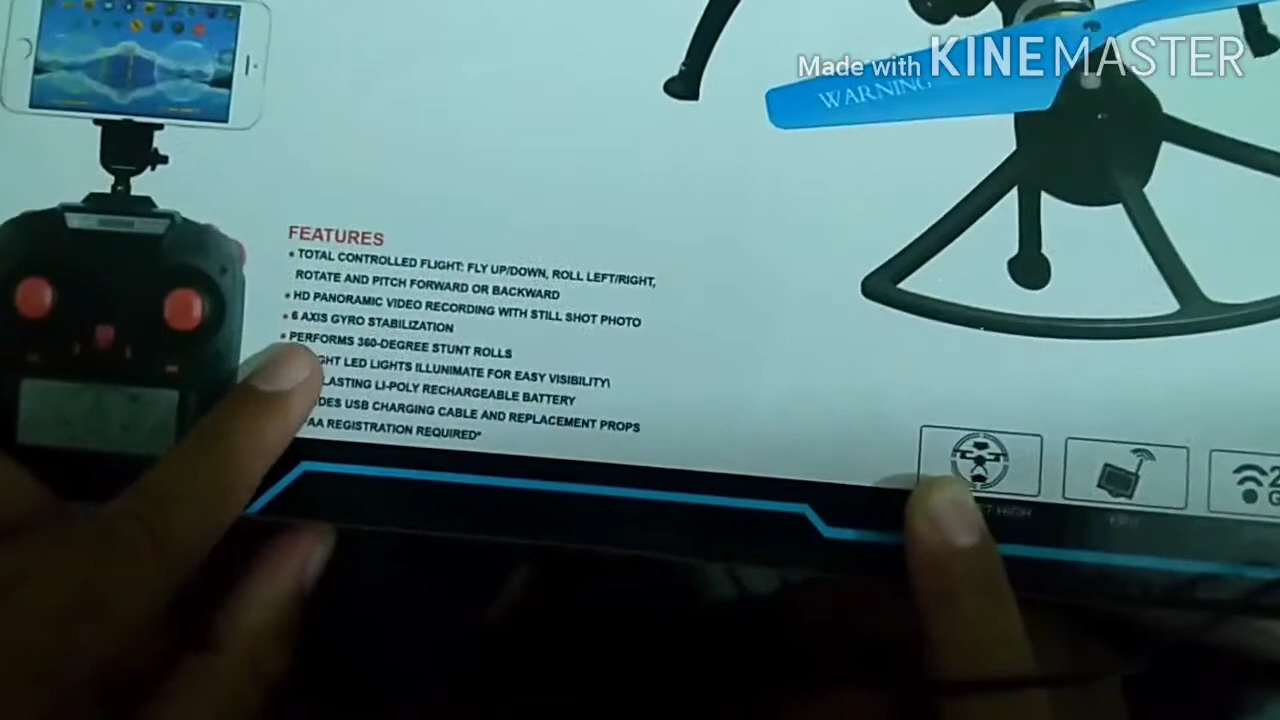 Made with KINEMASTER
WARNING
FEATURES
• TOTAL CONTROLLED FLIGHT: FLY UP/DOWN, ROLL LEFT/RIGHT,
ROTATE AND PITCH FORWARD OR BACKWARD
• HD PANORAMIC VIDEO RECORDING WITH STILL SHOT PHOTO
• 6 AXIS GYRO STABILIZATION
• PERFORMS 360-DEGREE STUNT ROLLS
LED LIGHTS ILLUNIMATE FOR EASY VISIBILITY\
LASTING LI-POLY RECHARGEABLE BATTERY
USB CHARGING CABLE AND REPLACEMENT PROPS
REGISTRATION REQUIRED*
HIGH